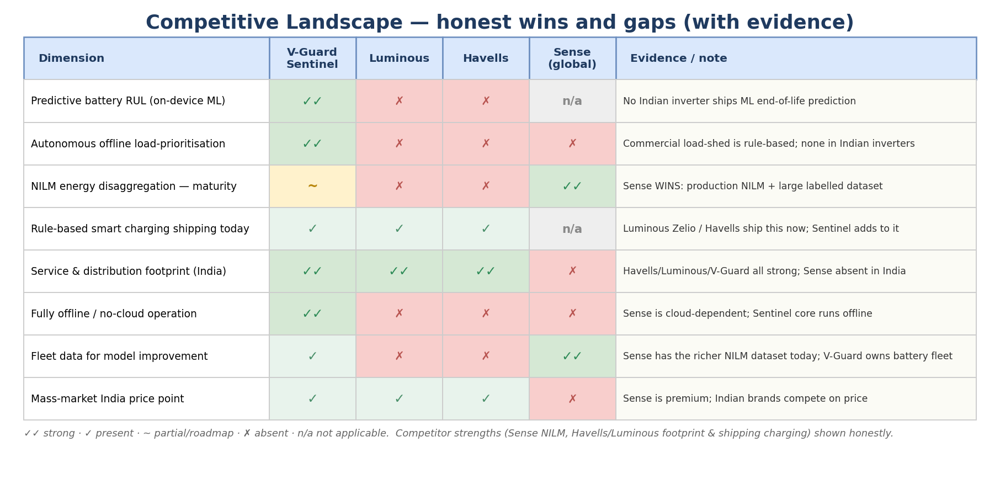 Competitive Landscape — honest wins and gaps (with evidence)
Dimension V-Guard Sentinel Luminous Havells Sense (global) Evidence / note
Predictive battery RUL (on-device ML) ✓✓ ✗ ✗ n/a No Indian inverter ships ML end-of-life prediction
Autonomous offline load-prioritisation ✓✓ ✗ ✗ ✗ Commercial load-shed is rule-based; none in Indian inverters
NILM energy disaggregation — maturity ~ ✗ ✗ ✓✓ Sense WINS: production NILM + large labelled dataset
Rule-based smart charging shipping today ✓ ✓ ✓ n/a Luminous Zelio / Havells ship this now; Sentinel adds to it
Service & distribution footprint (India) ✓✓ ✓✓ ✓✓ ✗ Havells/Luminous/V-Guard all strong; Sense absent in India
Fully offline / no-cloud operation ✓✓ ✗ ✗ ✗ Sense is cloud-dependent; Sentinel core runs offline
Fleet data for model improvement ✓ ✗ ✗ ✓✓ Sense has the richer NILM dataset today; V-Guard owns battery fleet
Mass-market India price point ✓ ✓ ✓ ✗ Sense is premium; Indian brands compete on price
✓✓ strong · ✓ present · ~ partial/roadmap · ✗ absent · n/a not applicable.  Competitor strengths (Sense NILM, Havells/Luminous footprint & shipping charging) shown honestly.